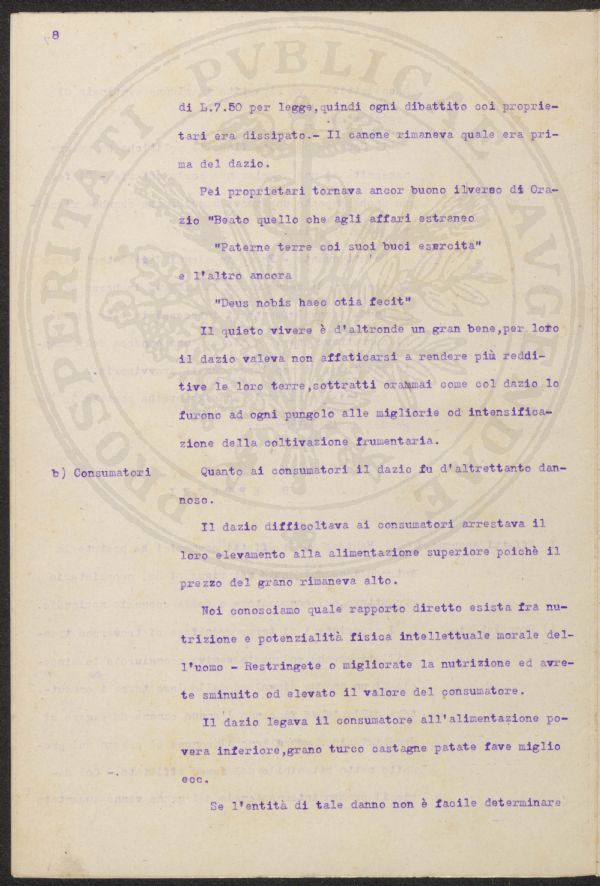 8
di L.7.50 per legge,quindi ogni dibattito coi proprie-
tari era dissipato.- Il canone rimaneva quale era pri-
ma del dazio.
Pei proprietari tornava ancor buono ilverso di Ora-
zio "Beato quello che agli affari estraneo
"Paterne terre coi suoi buoi esercita"
e l'altro ancora
"Deus nobis haec otia fecit"
Il quieto vivere è d'altronde un gran bene,per loro
il dazio valeva non affaticarsi a rendere più reddi-
tive le loro terre,sottratti orammai come col dazio lo
furono ad ogni pungolo alle migliorie od intensifica-
zione della coltivazione frumentaria.
b) Consumatori Quanto ai consumatori il dazio fu d'altrettanto dan-
noso.
Il dazio difficoltava ai consumatori arrestava il
loro elevamento alla alimentazione superiore poichè il
prezzo del grano rimaneva alto.
Noi conosciamo quale rapporto diretto esista fra nu-
trizione e potenzialità fisica intellettuale morale del-
l'uomo - Restringete o migliorate la nutrizione ed avre-
te sminuito od elevato il valore del consumatore.
Il dazio legava il consumatore all'alimentazione po-
vera inferiore,grano turco castagne patate fave miglio
ecc.
Se l'entità di tale danno non è facile determinare
PROSPERITATI PVBLICAE AVGENDAE